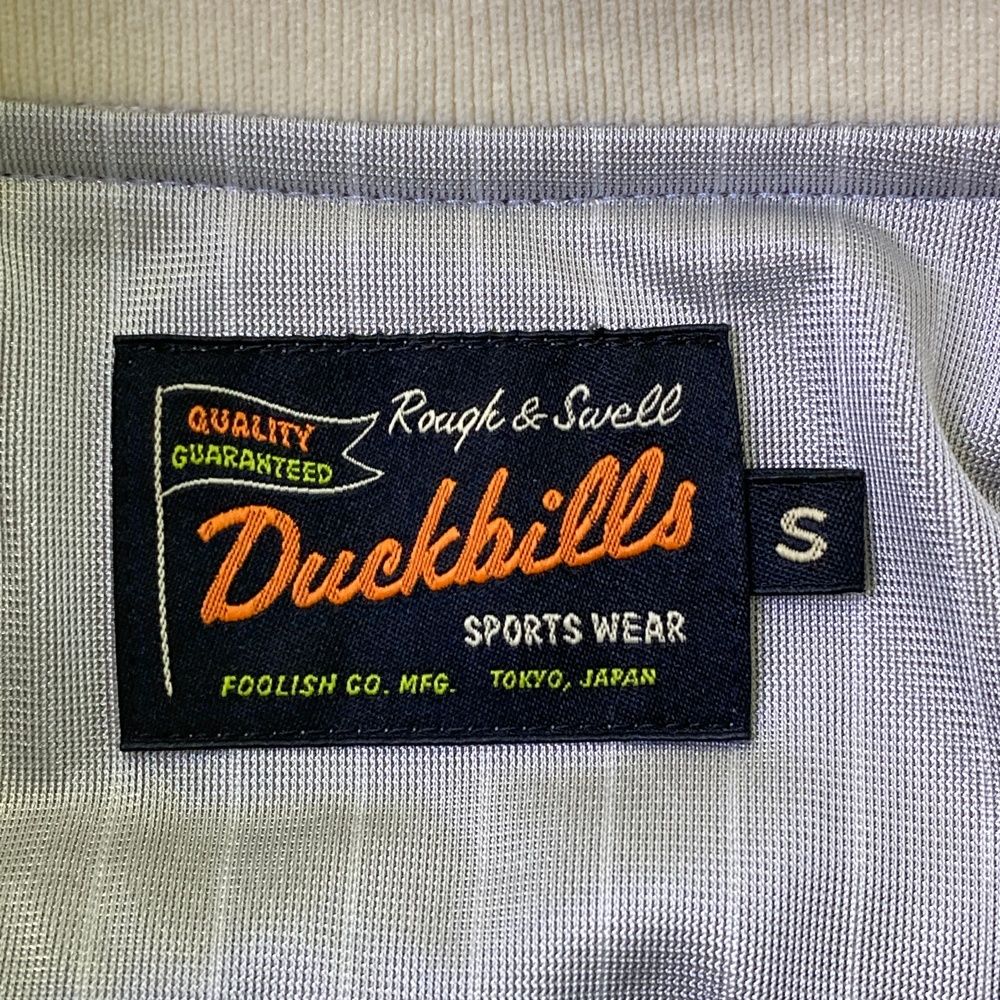 Rough & Swell
QUALITY
GUARANTEED
Duckbills
S
SPORTS WEAR
FOOLISH CO. MFG. TOKYO, JAPAN